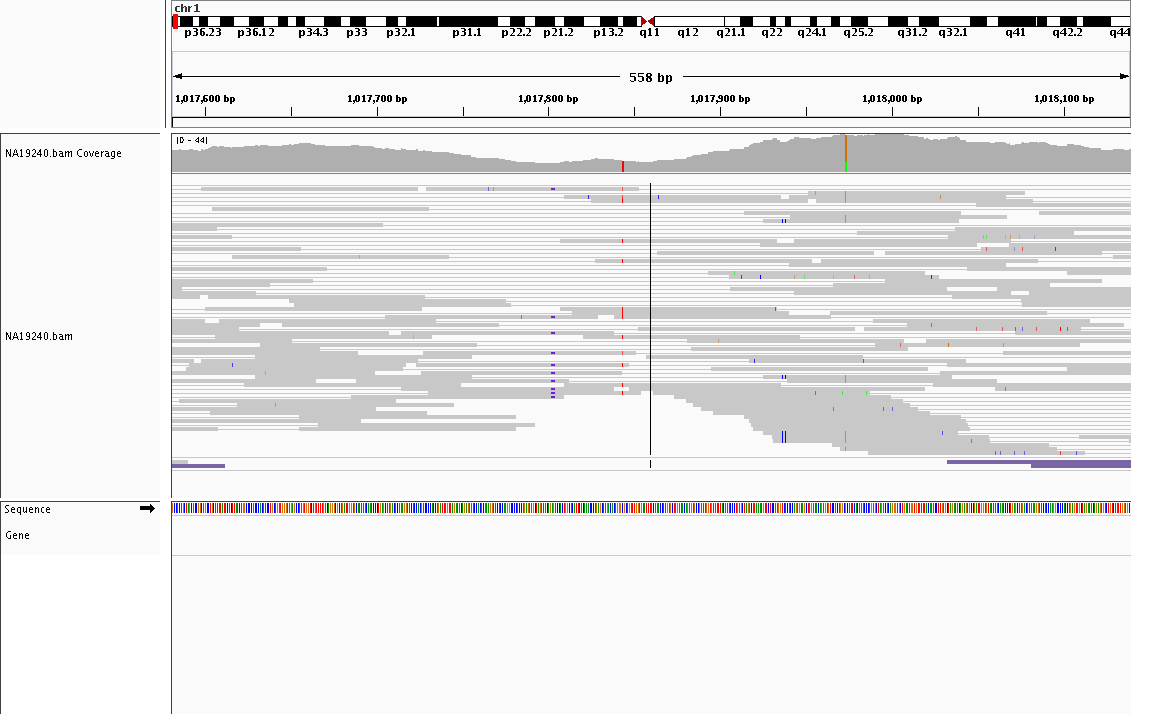 chr1
p36.23 p36.12 p34.3 p33 p32.1 p31.1 p22.2 p21.2 p13.2 q11 q12 q21.1 q22 q24.1 q25.2 q31.2 q32.1 q41 q42.2 q44
558 bp
1,017,600 bp 1,017,700 bp 1,017,800 bp 1,017,900 bp 1,018,000 bp 1,018,100 bp
[0 - 44]
NA19240.bam Coverage
NA19240.bam
Sequence
Gene